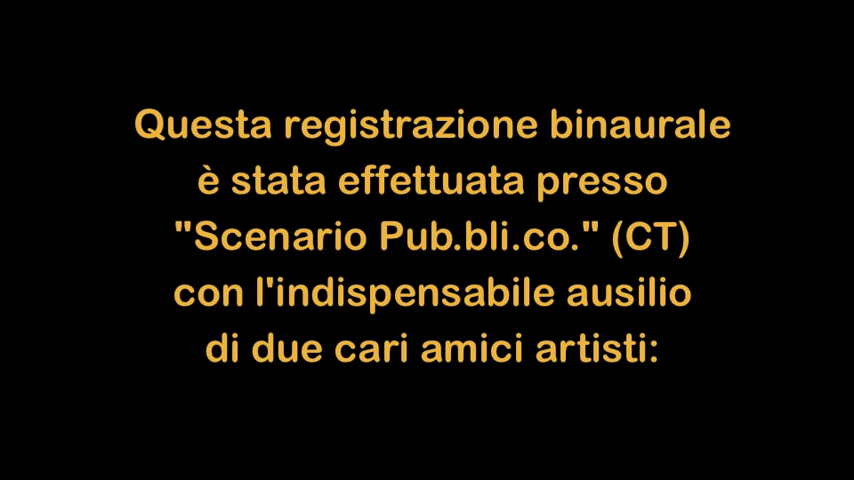 Questa registrazione binaurale
è stata effettuata presso
"Scenario Pub.bli.co." (CT)
con l'indispensabile ausilio
di due cari amici artisti: